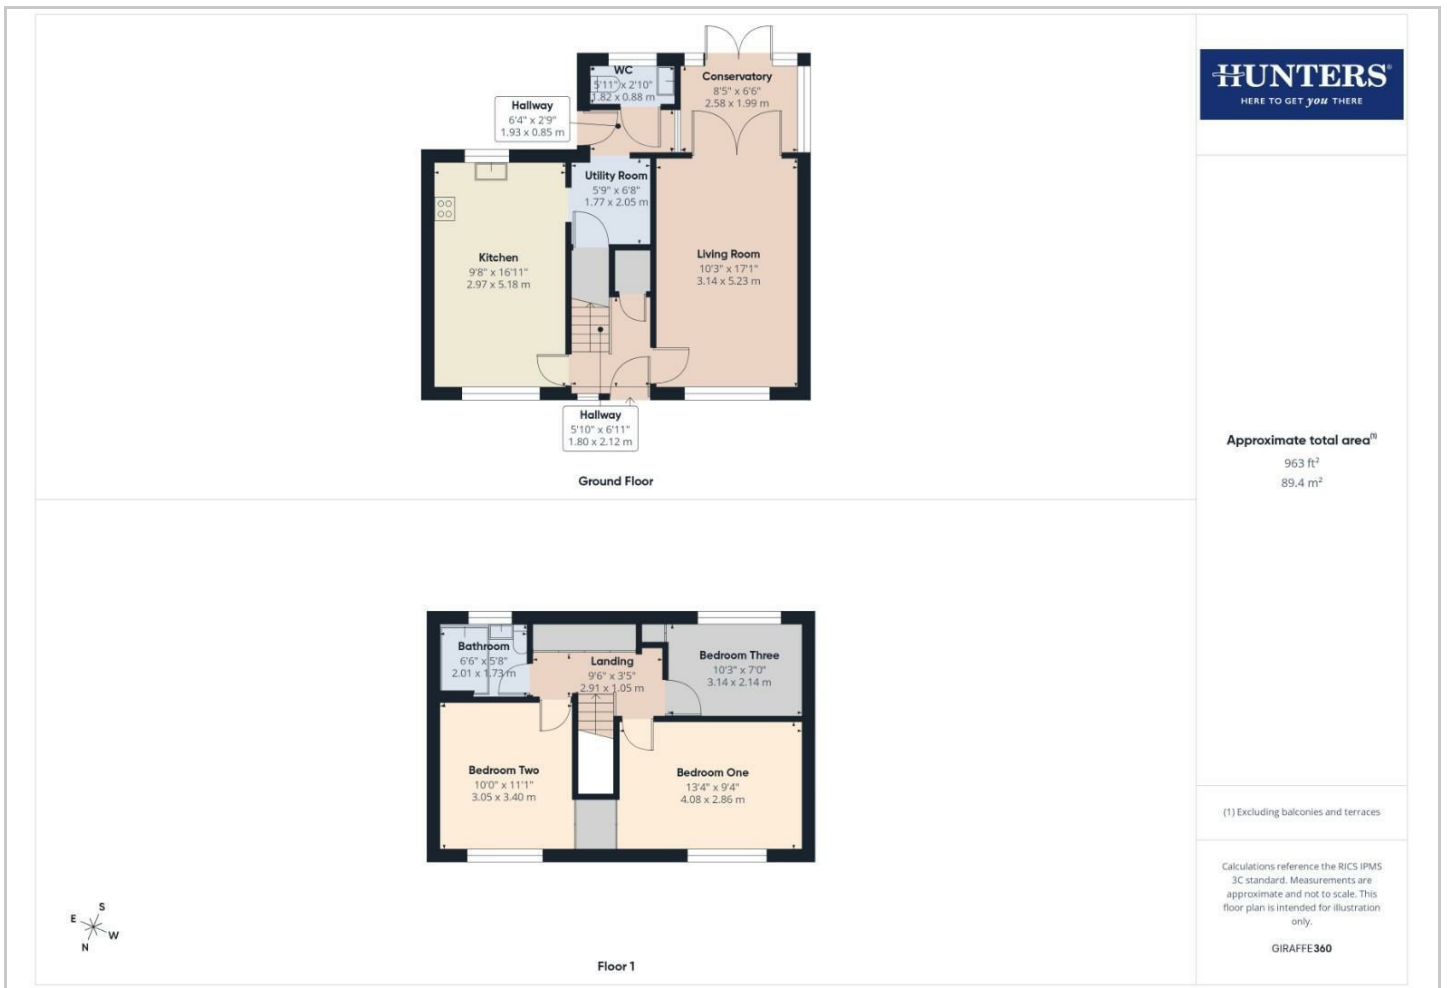 WC
5'11" x 2'10"
1.82 x 0.88 m
Conservatory
8'5" x 6'6"
2.58 x 1.99 m
Hallway
6'4" x 2'9"
1.93 x 0.85 m
Utility Room
5'9" x 6'8"
1.77 x 2.05 m
Kitchen
9'8" x 16'11"
2.97 x 5.18 m
Living Room
10'3" x 17'1"
3.14 x 5.23 m
Hallway
5'10" x 6'11"
1.80 x 2.12 m
Ground Floor
Bathroom
6'6" x 5'8"
2.01 x 1.73 m
Landing
9'6" x 3'5"
2.91 x 1.05 m
Bedroom Three
10'3" x 7'0"
3.14 x 2.14 m
Bedroom Two
10'0" x 11'1"
3.05 x 3.40 m
Bedroom One
13'4" x 9'4"
4.08 x 2.86 m
S
E
W
N
Floor 1
HUNTERS®
HERE TO GET you THERE
Approximate total area(1)
963 ft²
89.4 m²
(1) Excluding balconies and terraces
Calculations reference the RICS IPMS
3C standard. Measurements are
approximate and not to scale. This
floor plan is intended for illustration
only.
GIRAFFE360